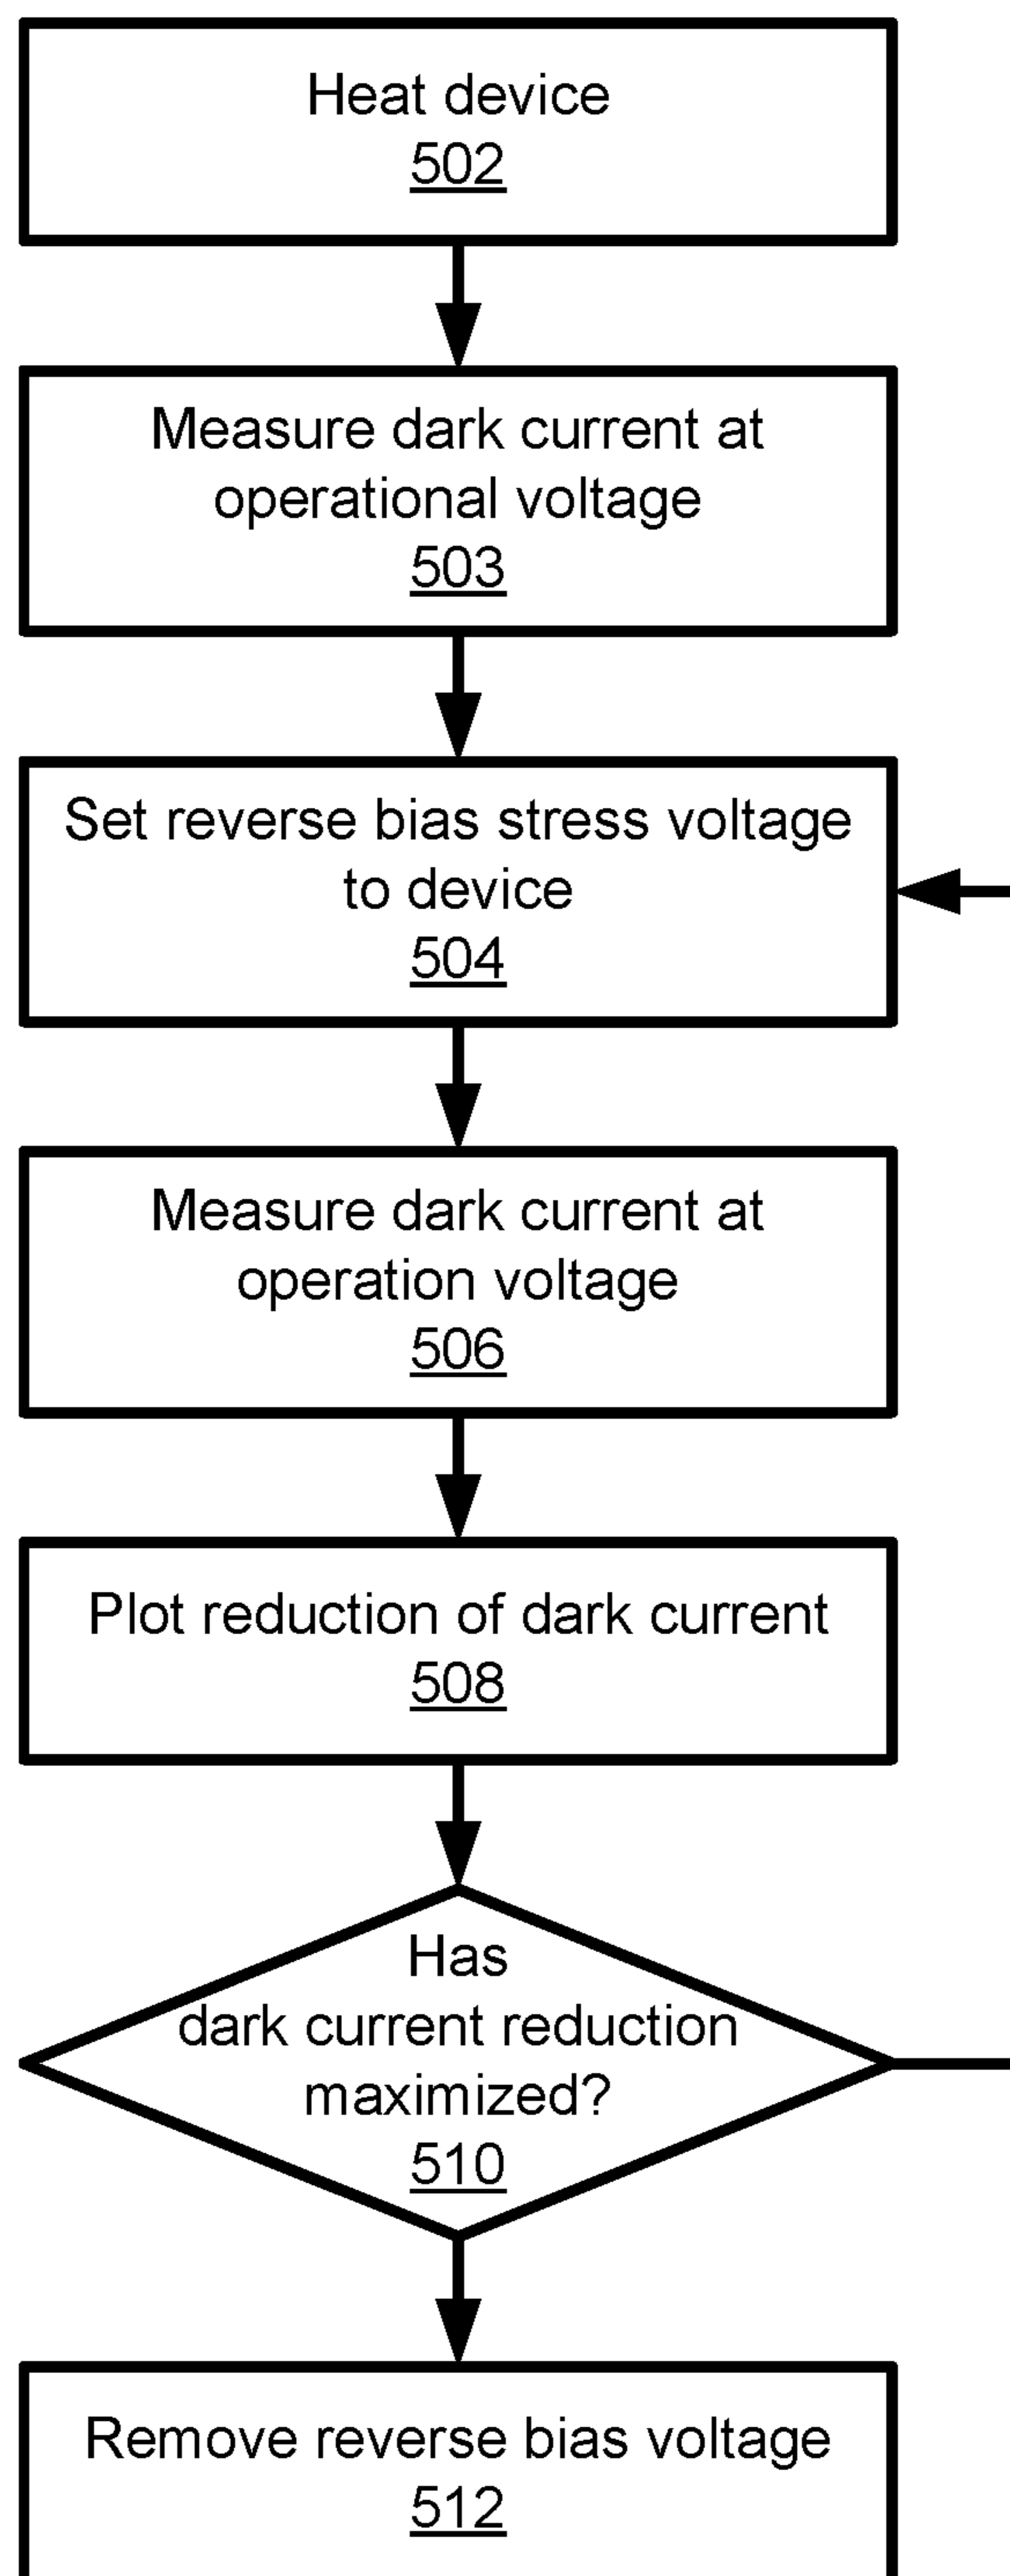 Heat device
502
Measure dark current at
operational voltage
503
Set reverse bias stress voltage
to device
504
Measure dark current at
operation voltage
506
Plot reduction of dark current
508
Has
dark current reduction
maximized?
510
Remove reverse bias voltage
512